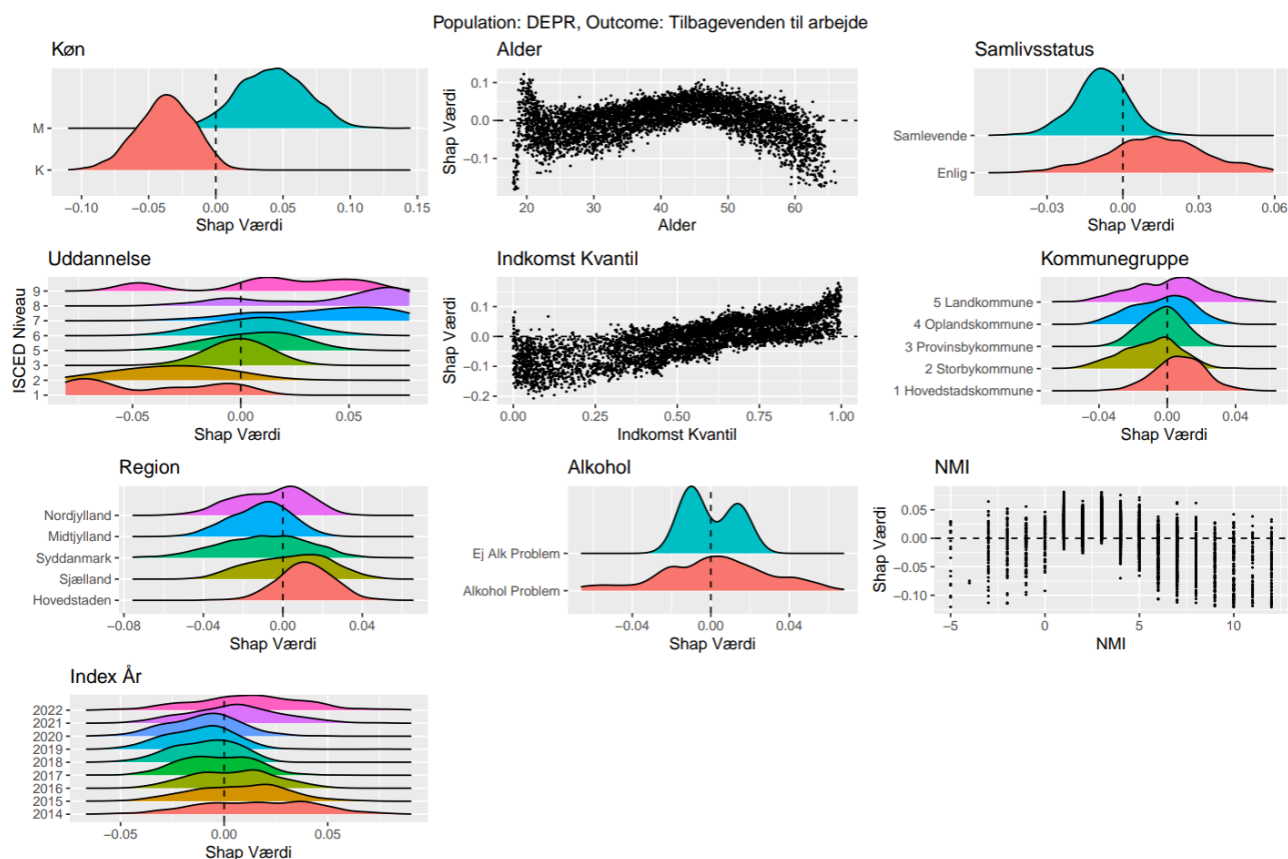 Population: DEPR, Outcome: Tilbagevenden til arbejde
Køn
M
K
−0.10 −0.05 0.00 0.05 0.10 0.15
Shap Værdi
Alder
Shap Værdi
0.1
0.0
−0.1
20 30 40 50 60
Alder
Samlivsstatus
Samlevende
Enlig
−0.03 0.00 0.03 0.06
Shap Værdi
Uddannelse
ISCED Niveau
9
8
7
6
5
3
2
1
−0.05 0.00 0.05
Shap Værdi
Indkomst Kvantil
Shap Værdi
0.1
0.0
−0.1
−0.2
0.00 0.25 0.50 0.75 1.00
Indkomst Kvantil
Kommunegruppe
5 Landkommune
4 Oplandskommune
3 Provinsbykommune
2 Storbykommune
1 Hovedstadskommune
−0.04 0.00 0.04
Shap Værdi
Region
Nordjylland
Midtjylland
Syddanmark
Sjælland
Hovedstaden
−0.08 −0.04 0.00 0.04
Shap Værdi
Alkohol
Ej Alk Problem
Alkohol Problem
−0.04 0.00 0.04
Shap Værdi
NMI
Shap Værdi
0.05
0.00
−0.05
−0.10
−5 0 5 10
NMI
Index År
2022
2021
2020
2019
2018
2017
2016
2015
2014
−0.05 0.00 0.05
Shap Værdi